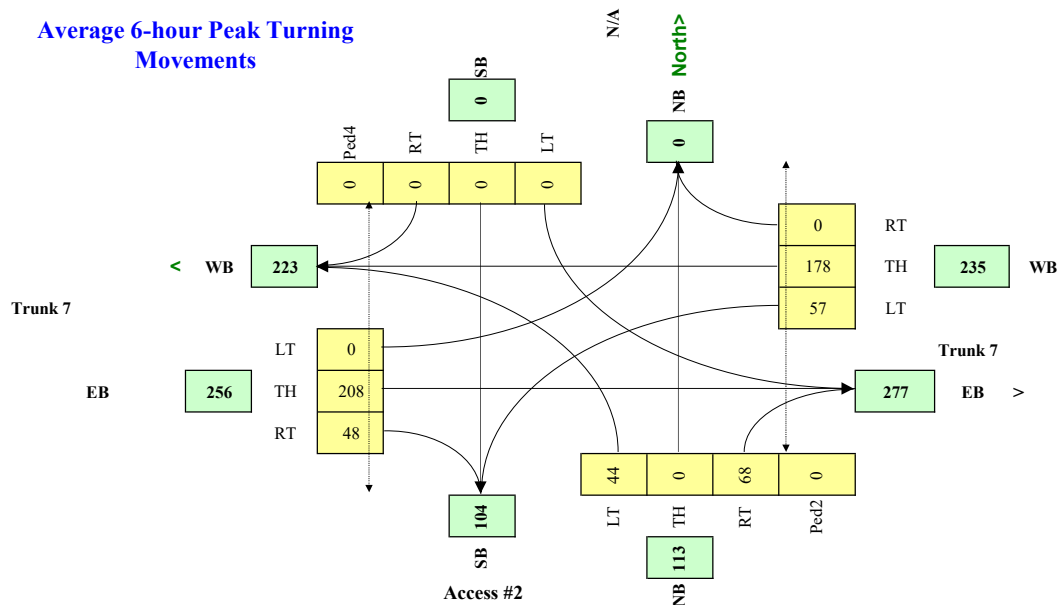 Average 6-hour Peak Turning
Movements
N/A
North>
SB
0
NB
0
Ped4
RT
TH
LT
0
0
0
0
0
RT
< WB 223
178 TH 235 WB
Trunk 7
57 LT
LT 0
Trunk 7
EB 256 TH 208
277 EB >
RT 48
44
0
68
0
104
LT
TH
RT
Ped2
SB
113
NB
Access #2